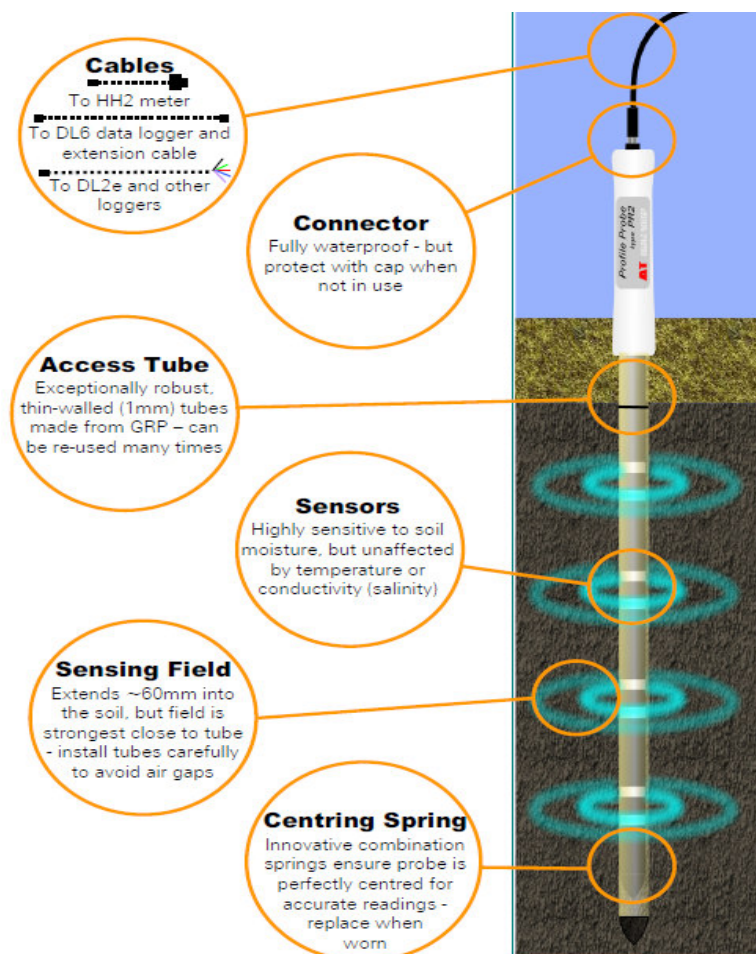 Cables
To HH2 meter
To DL6 data logger and
extension cable
To DL2e and other
loggers
Connector
Fully waterproof - but
protect with cap when
not in use
Profile Probe
type PR2
Access Tube
Exceptionally robust,
thin-walled (1mm) tubes
made from GRP – can
be re-used many times
Sensors
Highly sensitive to soil
moisture, but unaffected
by temperature or
conductivity (salinity)
Sensing Field
Extends ~60mm into
the soil, but field is
strongest close to tube
- install tubes carefully
to avoid air gaps
Centring Spring
Innovative combination
springs ensure probe is
perfectly centred for
accurate readings -
replace when
worn